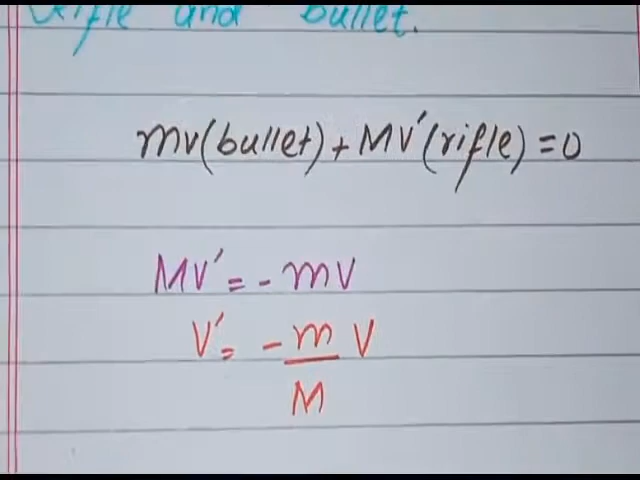 Rifle and bullet.
mv(bullet) + MV'(rifle) = 0
MV' = - mv
V' = - m/M V